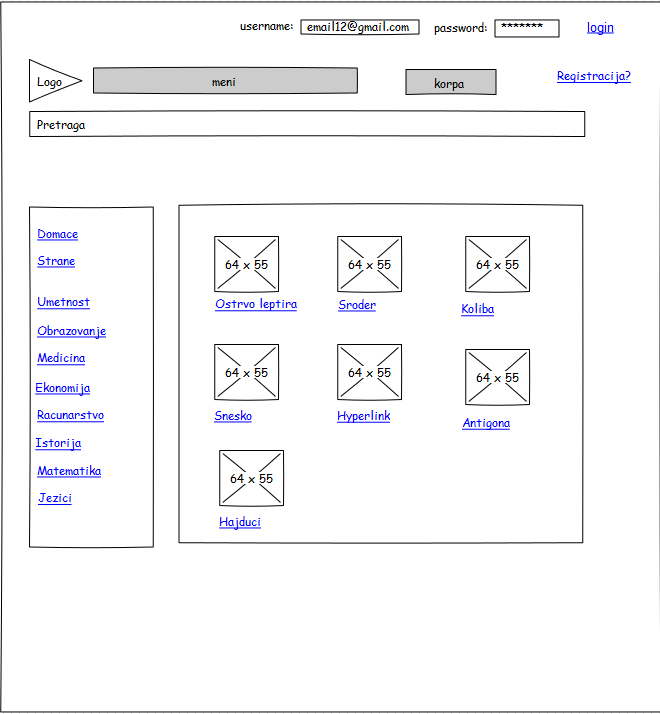 username: email12@gmail.com password: ******* login
Logo meni korpa Registracija?
Pretraga
Domace
Strane
Umetnost
Obrazovanje
Medicina
Ekonomija
Racunarstvo
Istorija
Matematika
Jezici
64 x 55 64 x 55 64 x 55
Ostrvo leptira Sroder Koliba
64 x 55 64 x 55 64 x 55
Snesko Hyperlink Antigona
64 x 55
Hajduci